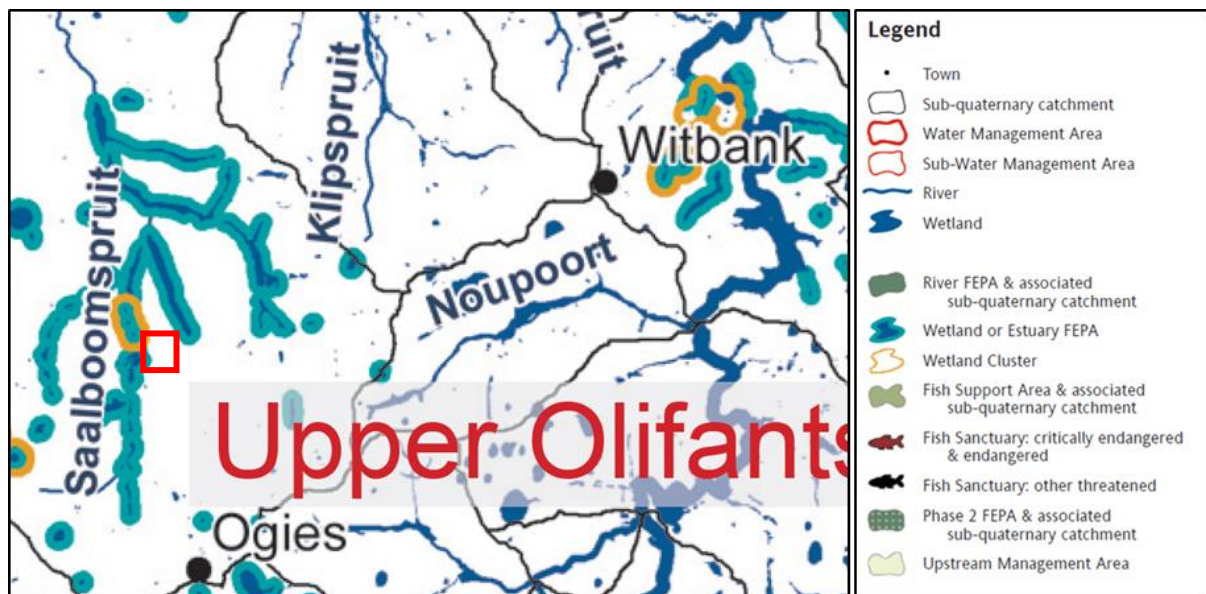 ruit
Klipspruit
Witbank
Saalboomspruit
Noupoort
Upper Olifants
Ogies
Legend
Town
Sub-quaternary catchment
Water Management Area
Sub-Water Management Area
River
Wetland
River FEPA & associated
sub-quaternary catchment
Wetland or Estuary FEPA
Wetland Cluster
Fish Support Area & associated
sub-quaternary catchment
Fish Sanctuary: critically endangered
& endangered
Fish Sanctuary: other threatened
Phase 2 FEPA & associated
sub-quaternary catchment
Upstream Management Area